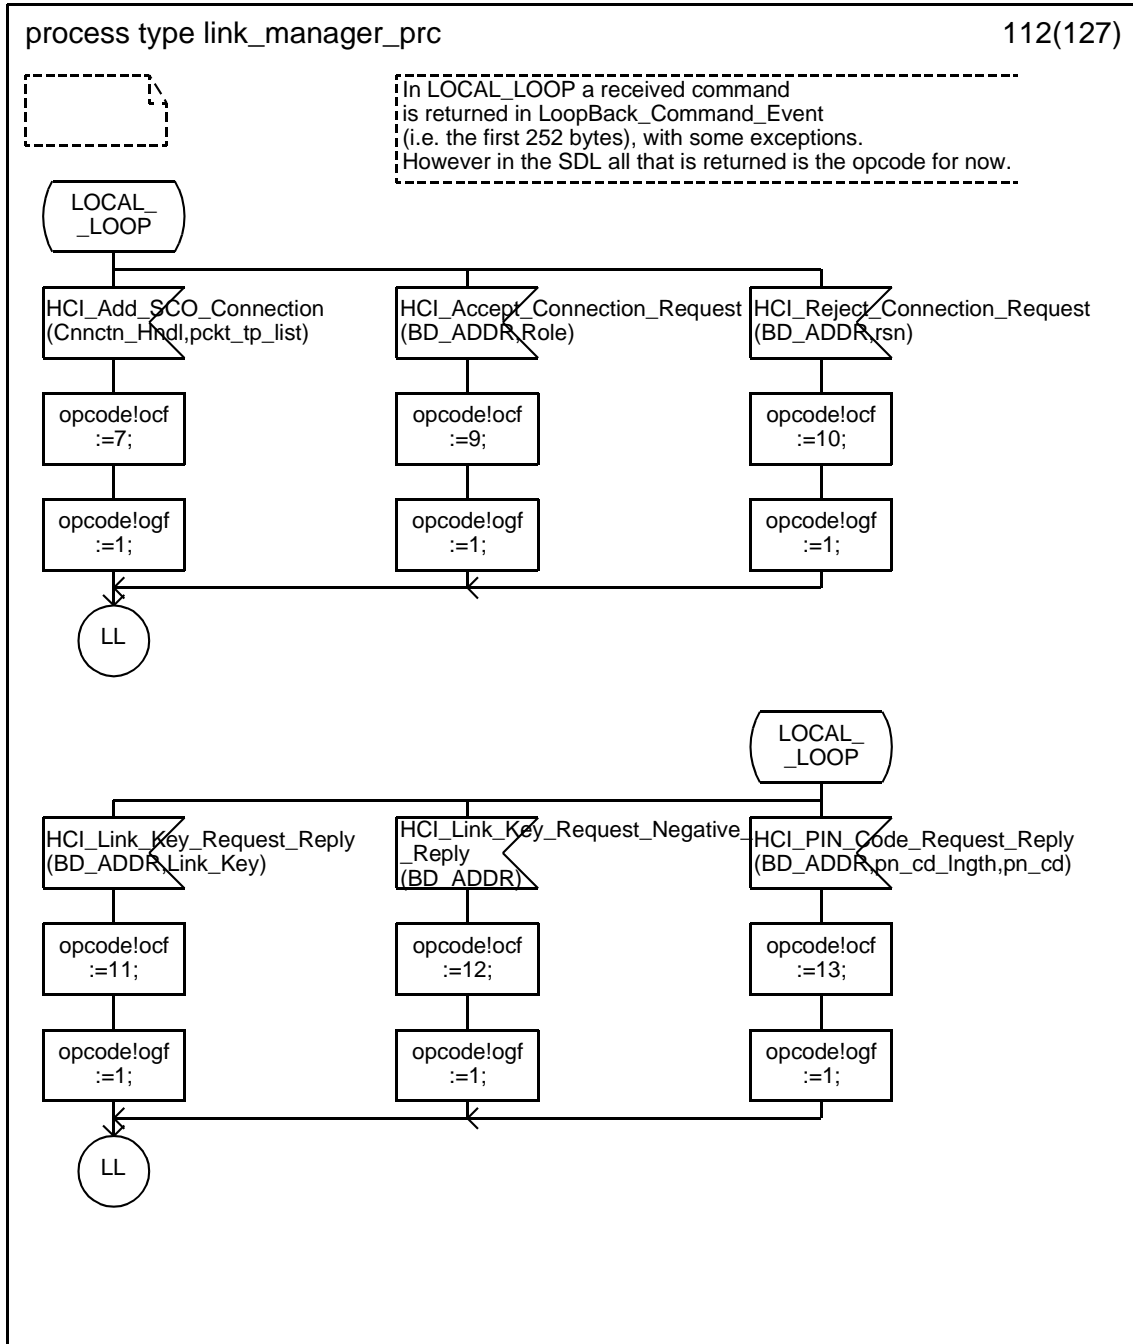 process type link_manager_prc
112(127)
In LOCAL_LOOP a received command
is returned in LoopBack_Command_Event
(i.e. the first 252 bytes), with some exceptions.
However in the SDL all that is returned is the opcode for now.
LOCAL_
_LOOP
HCI_Add_SCO_Connection
(Cnnctn_Hndl,pckt_tp_list)
HCI_Accept_Connection_Request
(BD_ADDR,Role)
HCI_Reject_Connection_Request
(BD_ADDR,rsn)
opcode!ocf
:=7;
opcode!ocf
:=9;
opcode!ocf
:=10;
opcode!ogf
:=1;
opcode!ogf
:=1;
opcode!ogf
:=1;
LL
LOCAL_
_LOOP
HCI_Link_Key_Request_Reply
(BD_ADDR,Link_Key)
HCI_Link_Key_Request_Negative_
_Reply
(BD_ADDR)
HCI_PIN_Code_Request_Reply
(BD_ADDR,pn_cd_lngth,pn_cd)
opcode!ocf
:=11;
opcode!ocf
:=12;
opcode!ocf
:=13;
opcode!ogf
:=1;
opcode!ogf
:=1;
opcode!ogf
:=1;
LL